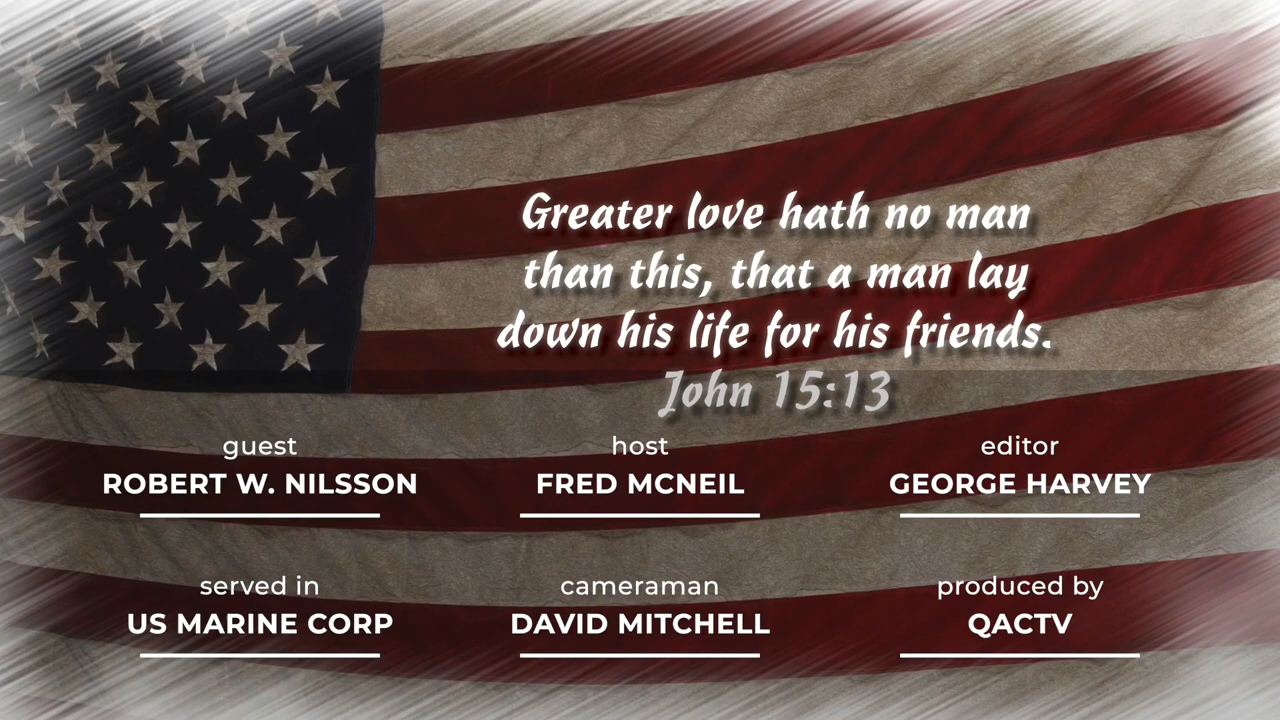 Greater love hath no man
than this, that a man lay
down his life for his friends.
John 15:13
guest
ROBERT W. NILSSON
host
FRED MCNEIL
editor
GEORGE HARVEY
served in
US MARINE CORP
cameraman
DAVID MITCHELL
produced by
QACTV